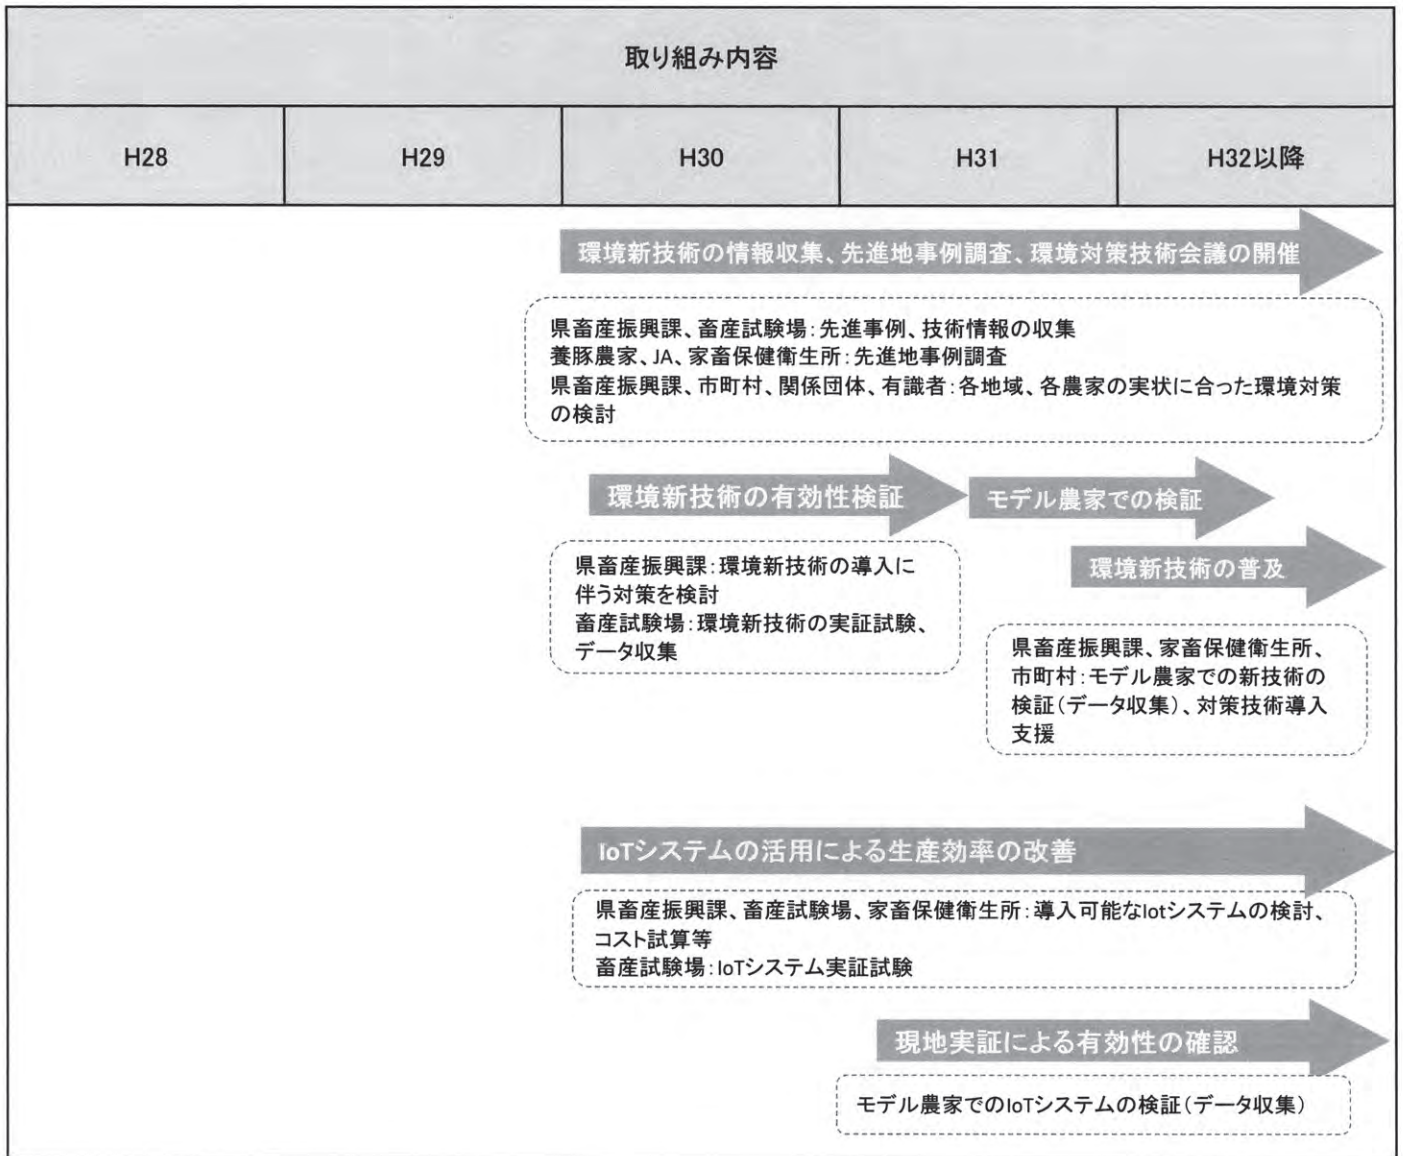 取り組み内容
H28 H29 H30 H31 H32以降
環境新技術の情報収集、先進地事例調査、環境対策技術会議の開催
県畜産振興課、畜産試験場：先進事例、技術情報の収集
養豚農家、JA、家畜保健衛生所：先進地事例調査
県畜産振興課、市町村、関係団体、有識者：各地域、各農家の実状に合った環境対策
の検討
環境新技術の有効性検証
モデル農家での検証
県畜産振興課：環境新技術の導入に
伴う対策を検討
畜産試験場：環境新技術の実証試験、
データ収集
環境新技術の普及
県畜産振興課、家畜保健衛生所、
市町村：モデル農家での新技術の
検証（データ収集）、対策技術導入
支援
IoTシステムの活用による生産効率の改善
県畜産振興課、畜産試験場、家畜保健衛生所：導入可能なIotシステムの検討、
コスト試算等
畜産試験場：IoTシステム実証試験
現地実証による有効性の確認
モデル農家でのIoTシステムの検証（データ収集）